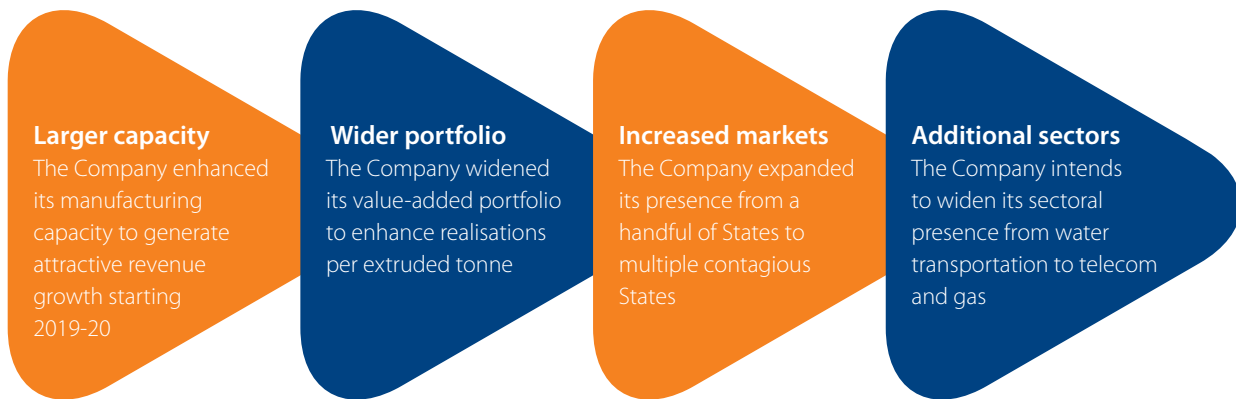 Larger capacity
The Company enhanced
its manufacturing
capacity to generate
attractive revenue
growth starting
2019-20
Wider portfolio
The Company widened
its value-added portfolio
to enhance realisations
per extruded tonne
Increased markets
The Company expanded
its presence from a
handful of States to
multiple contagious
States
Additional sectors
The Company intends
to widen its sectoral
presence from water
transportation to telecom
and gas